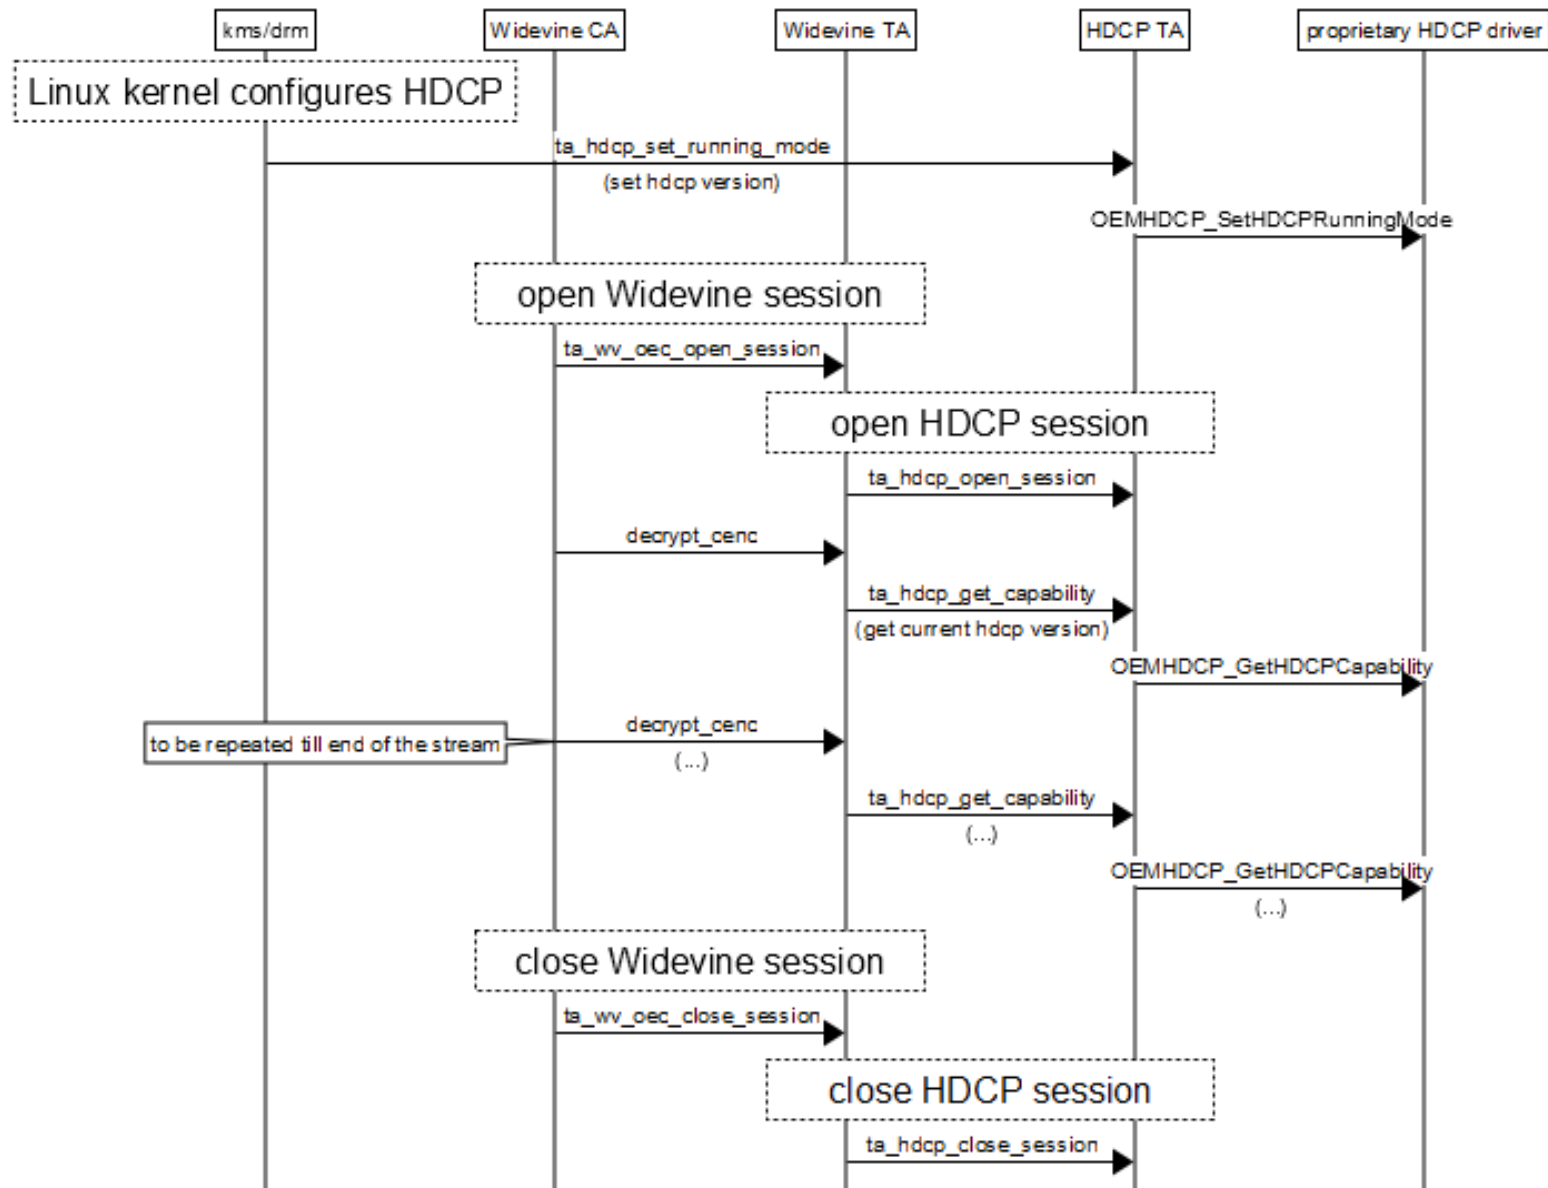 kms/drm
Widevine CA
Widevine TA
HDCP TA
proprietary HDCP driver
Linux kernel configures HDCP
ta_hdcp_set_running_mode
(set hdcp version)
OEMHDCP_SetHDCPRunningMode
open Widevine session
ta_wv_oec_open_session
open HDCP session
ta_hdcp_open_session
decrypt_cenc
ta_hdcp_get_capability
(get current hdcp version)
OEMHDCP_GetHDCPCapability
decrypt_cenc
to be repeated till end of the stream
(...)
ta_hdcp_get_capability
(...)
OEMHDCP_GetHDCPCapability
(...)
close Widevine session
ta_wv_oec_close_session
close HDCP session
ta_hdcp_close_session